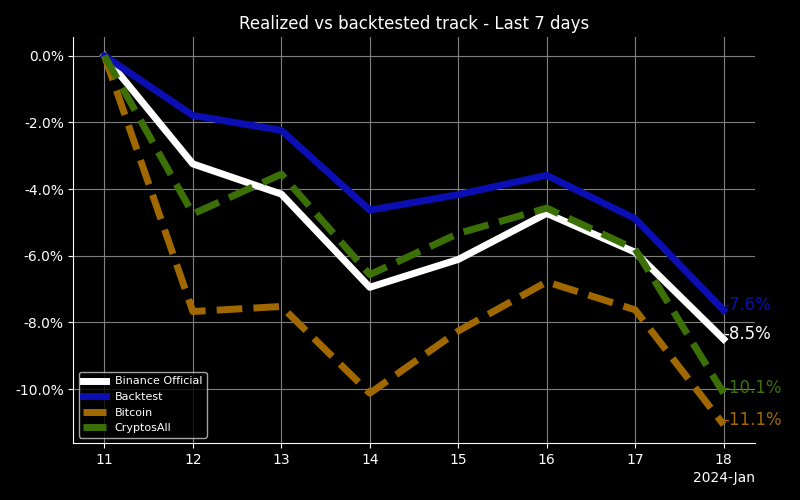 Realized vs backtested track - Last 7 days
0.0%
-2.0%
-4.0%
-6.0%
-8.0%
-10.0%
-7.6%
-8.5%
-10.1%
-11.1%
Binance Official
Backtest
Bitcoin
CryptosAll
11 12 13 14 15 16 17 18
2024-Jan